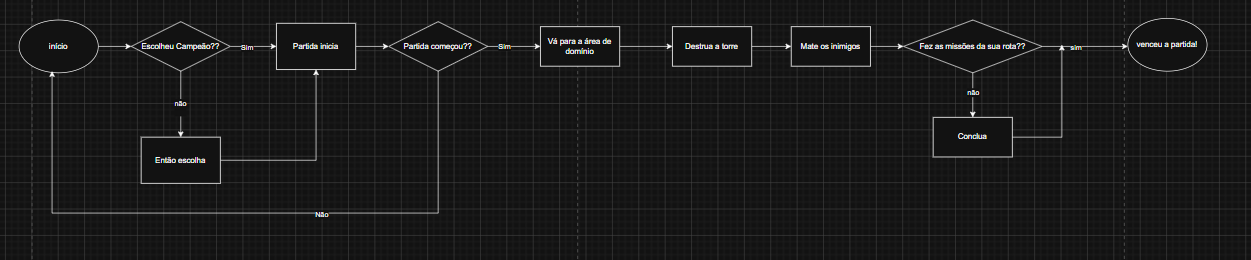 início
Escolheu Campeão??
Sim
Partida inicia
Partida começou??
Sim
Vá para a área de
domínio
Destrua a torre
Mate os inimigos
Fez as missões da sua rota??
sim
venceu a partida!
não
não
Então escolha
Conclua
Não